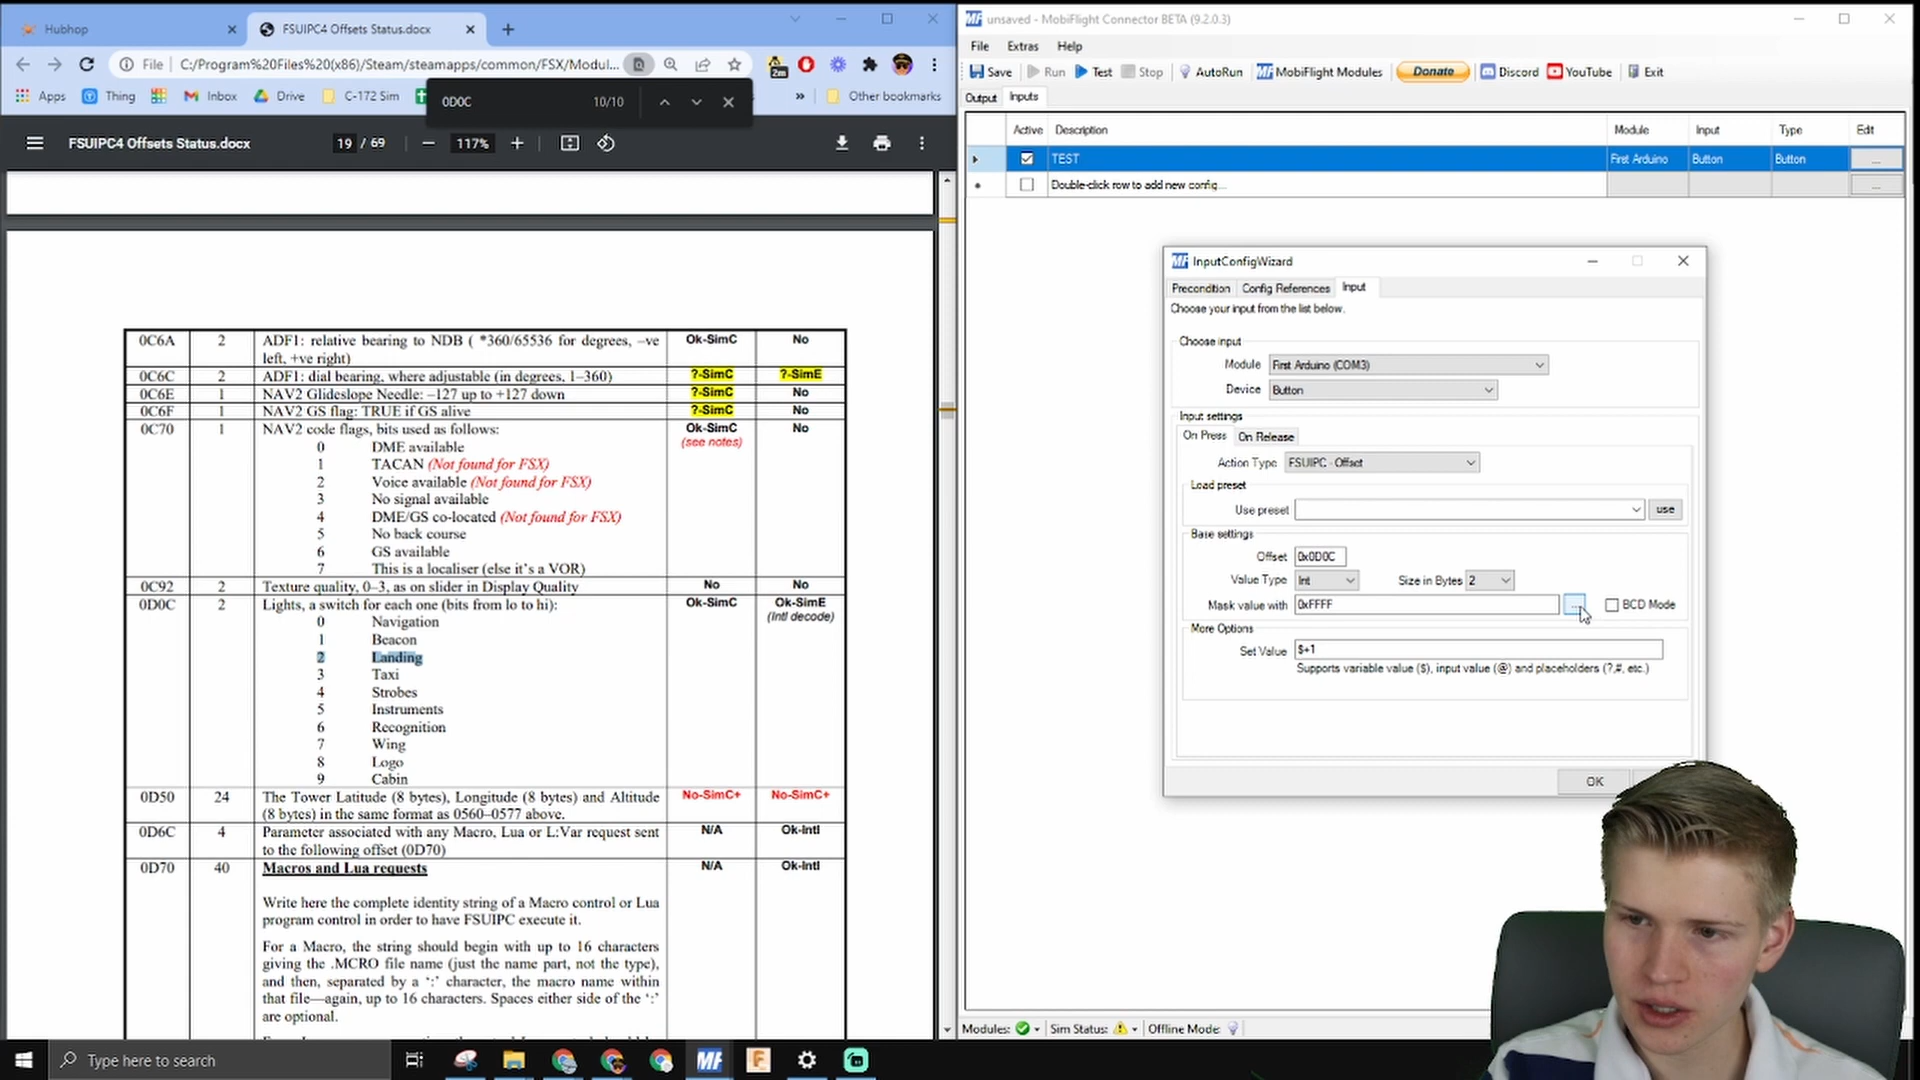 Hubhop
FSUIPC4 Offsets Status.docx
File
C:/Program%20Files%20(x86)/Steam/steamapps/common/FSX/Modul...
2m
Apps
Thing
Inbox
Drive
C-172 Sim
»
Other bookmarks
0D0C
10/10
FSUIPC4 Offsets Status.docx
19 / 69
117%
0C6A 2 ADF1: relative bearing to NDB ( *360/65536 for degrees, –ve Ok-SimC No
left, +ve right)
0C6C 2 ADF1: dial bearing, where adjustable (in degrees, 1–360) ?-SimC ?-SimE
0C6E 1 NAV2 Glideslope Needle: –127 up to +127 down ?-SimC No
0C6F 1 NAV2 GS flag: TRUE if GS alive ?-SimC No
0C70 1 NAV2 code flags, bits used as follows: Ok-SimC No
(see notes)
0 DME available
1 TACAN (Not found for FSX)
2 Voice available (Not found for FSX)
3 No signal available
4 DME/GS co-located (Not found for FSX)
5 No back course
6 GS available
7 This is a localiser (else it’s a VOR)
0C92 2 Texture quality, 0–3, as on slider in Display Quality No No
0D0C 2 Lights, a switch for each one (bits from lo to hi): Ok-SimC Ok-SimE
(Intl decode)
0 Navigation
1 Beacon
2 Landing
3 Taxi
4 Strobes
5 Instruments
6 Recognition
7 Wing
8 Logo
9 Cabin
0D50 24 The Tower Latitude (8 bytes), Longitude (8 bytes) and Altitude No-SimC+ No-SimC+
(8 bytes) in the same format as 0560–0577 above.
0D6C 4 Parameter associated with any Macro, Lua or L:Var request sent N/A Ok-Intl
to the following offset (0D70)
0D70 40 Macros and Lua requests N/A Ok-Intl
Write here the complete identity string of a Macro control or Lua
program control in order to have FSUIPC execute it.
For a Macro, the string should begin with up to 16 characters
giving the .MCRO file name (just the name part, not the type),
and then, separated by a ‘:’ character, the macro name within
that file—again, up to 16 characters. Spaces either side of the ‘:’
are optional.
Type here to search
MF
F
MF unsaved - MobiFlight Connector BETA (9.2.0.3)
File Extras Help
Save Run Test Stop AutoRun MF MobiFlight Modules Donate Discord YouTube Exit
Output Inputs
Active Description Module Input Type Edit
TEST First Arduino Button Button ...
Double-click row to add new config... ...
MF InputConfigWizard
Precondition Config References Input
Choose your input from the list below.
Choose input
Module First Arduino (COM3)
Device Button
Input settings
On Press On Release
Action Type FSUIPC - Offset
Load preset
Use preset use
Base settings
Offset 0x0D0C
Value Type Int Size in Bytes 2
Mask value with 0xFFFF ... BCD Mode
More Options
Set Value $+1
Supports variable value ($), input value (@) and placeholders (?,#, etc.)
OK
Modules: Sim Status: Offline Mode: